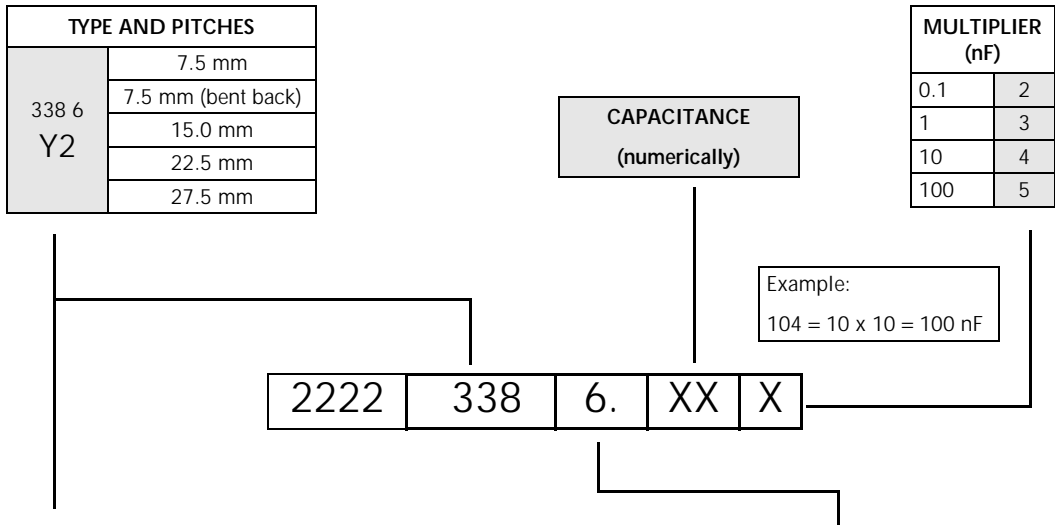 TYPE AND PITCHES
338 6
Y2
7.5 mm
7.5 mm (bent back)
15.0 mm
22.5 mm
27.5 mm
CAPACITANCE
(numerically)
MULTIPLIER
(nF)
0.1 2
1 3
10 4
100 5
Example:
104 = 10 x 10 = 100 nF
2222 338 6. XX X